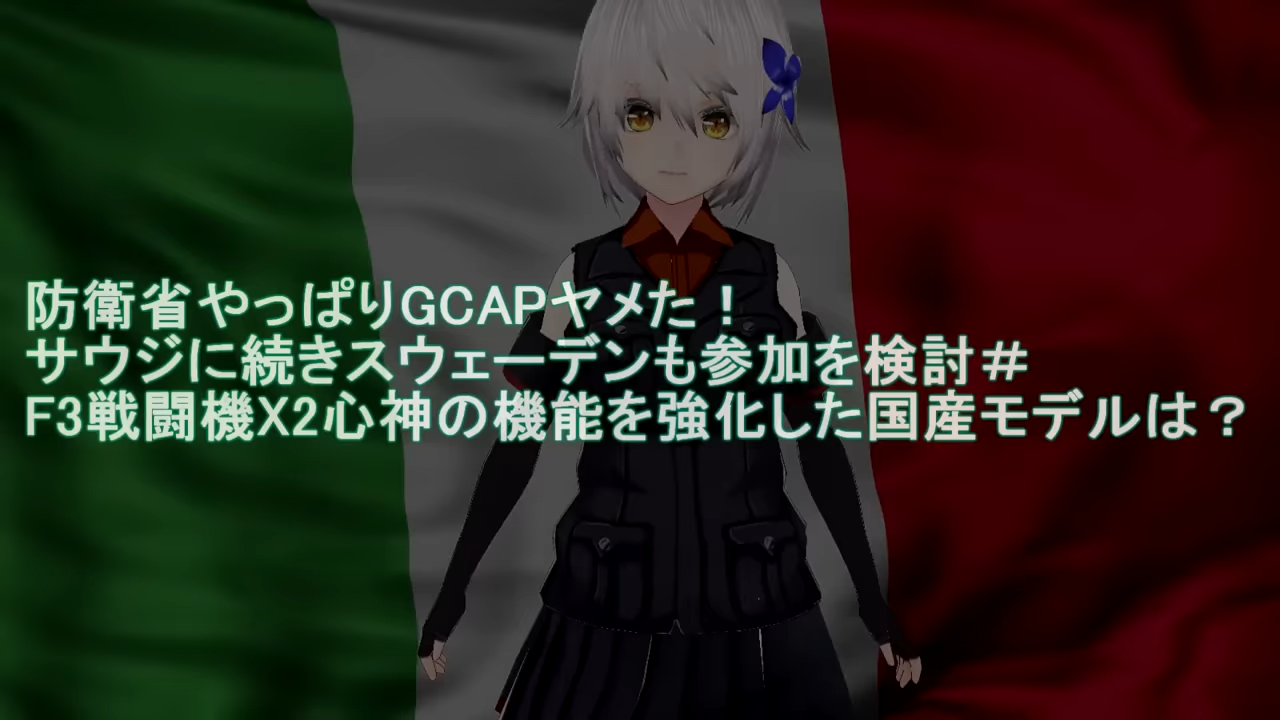 防衛省やっぱりGCAPヤメた！
サウジに続きスウェーデンも参加を検討＃
F3戦闘機X2心神の機能を強化した国産モデルは？